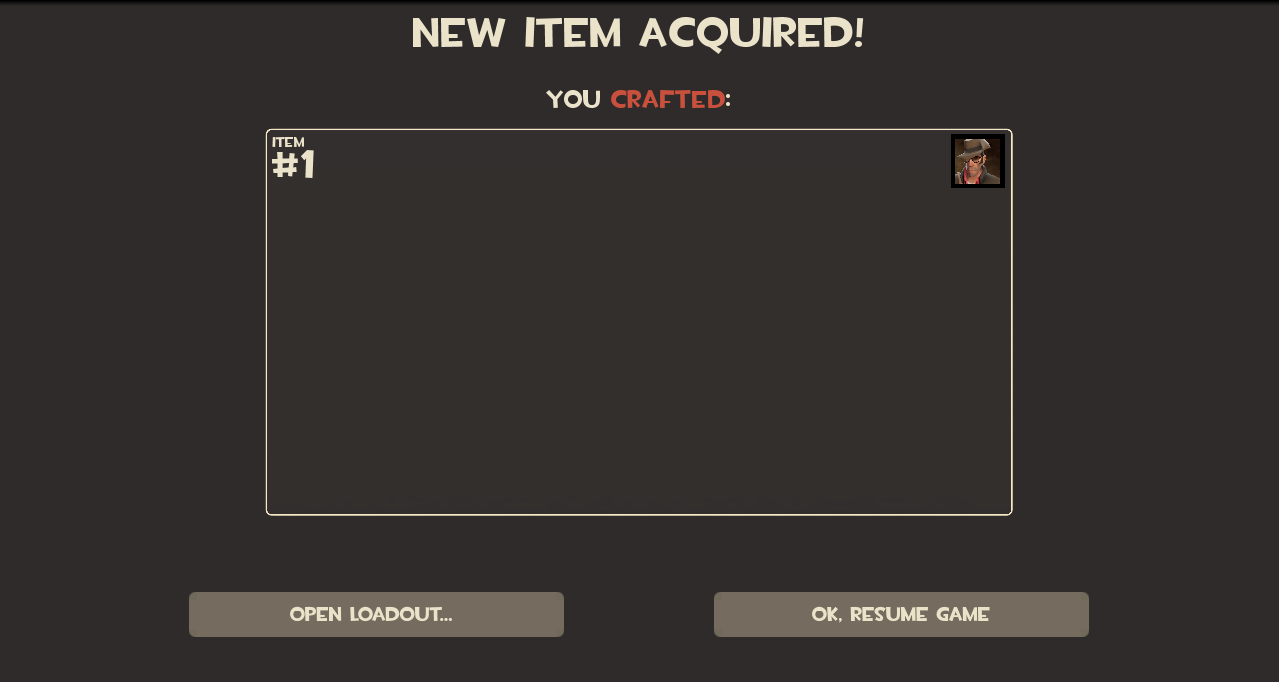 NEW ITEM ACQUIRED!
YOU CRAFTED:
ITEM
#1
OPEN LOADOUT...
OK, RESUME GAME